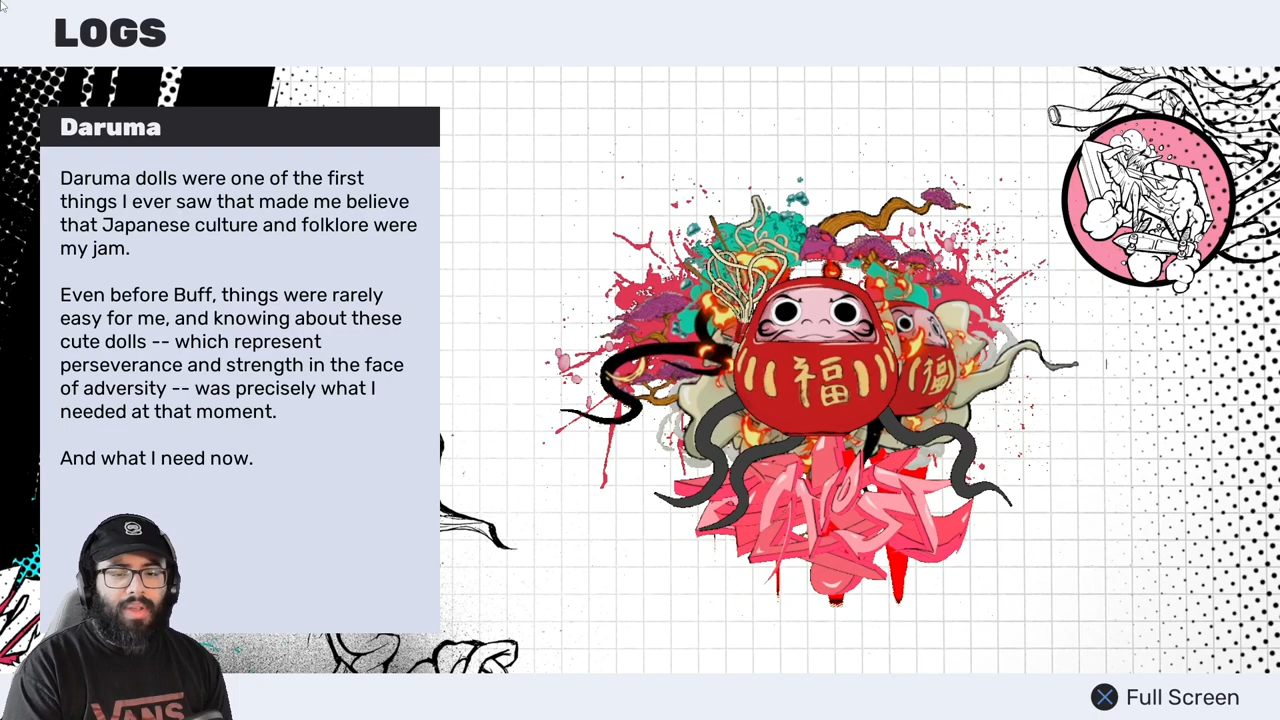 LOGS
Daruma
Daruma dolls were one of the first
things I ever saw that made me believe
that Japanese culture and folklore were
my jam.
Even before Buff, things were rarely
easy for me, and knowing about these
cute dolls -- which represent
perseverance and strength in the face
of adversity -- was precisely what I
needed at that moment.
And what I need now.
福
福
VANS
Full Screen